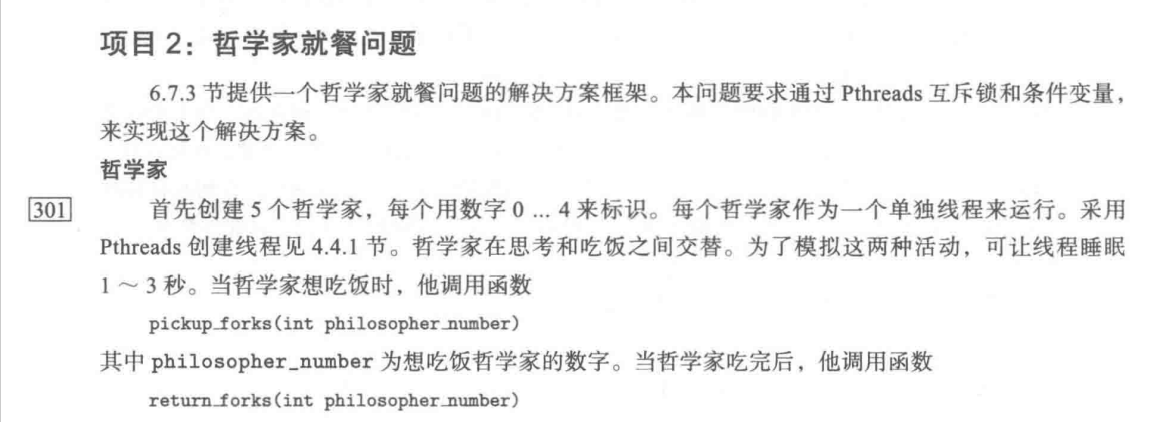 项目 2：哲学家就餐问题
6.7.3 节提供一个哲学家就餐问题的解决方案框架。本问题要求通过 Pthreads 互斥锁和条件变量，
来实现这个解决方案。
哲学家
301
首先创建 5 个哲学家，每个用数字 0 … 4 来标识。每个哲学家作为一个单独线程来运行。采用
Pthreads 创建线程见 4.4.1 节。哲学家在思考和吃饭之间交替。为了模拟这两种活动，可让线程睡眠
1 ～ 3 秒。当哲学家想吃饭时，他调用函数
pickup_forks(int philosopher_number)
其中 philosopher_number 为想吃饭哲学家的数字。当哲学家吃完后，他调用函数
return_forks(int philosopher_number)